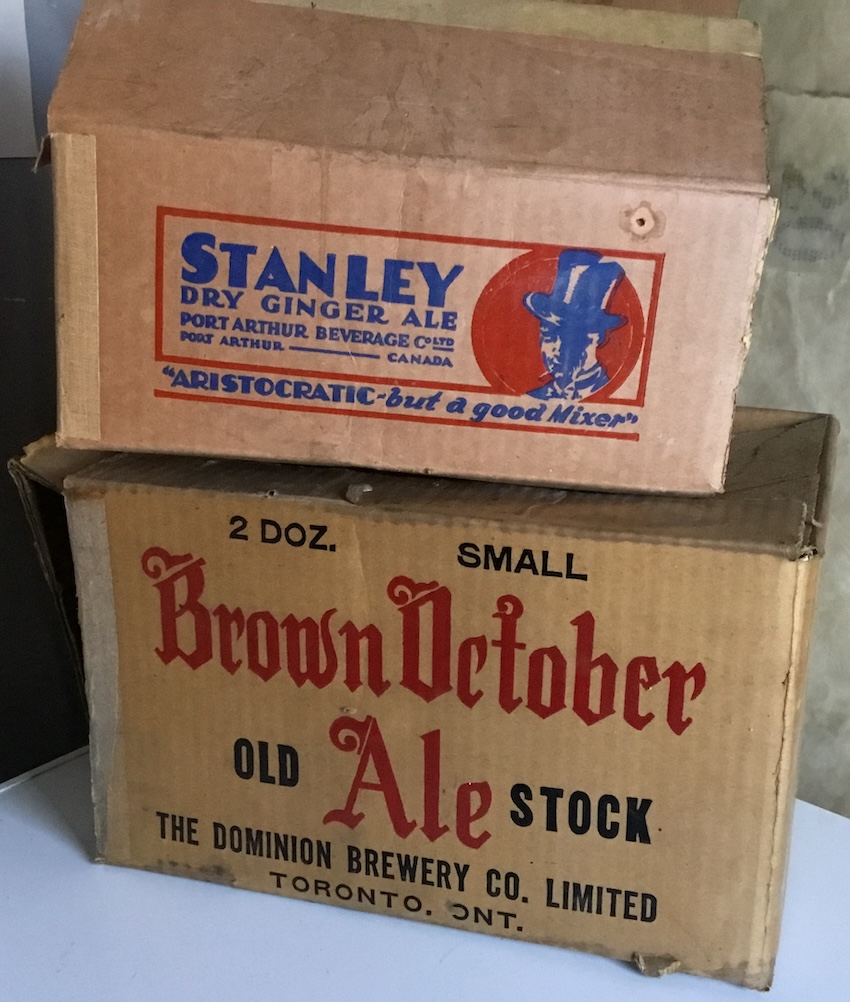 STANLEY
DRY GINGER ALE
PORT ARTHUR BEVERAGE Co LTD
PORT ARTHUR — CANADA
"ARISTOCRATIC-but a good Mixer"
2 DOZ. SMALL
Brown October
OLD Ale STOCK
THE DOMINION BREWERY CO. LIMITED
TORONTO, ONT.